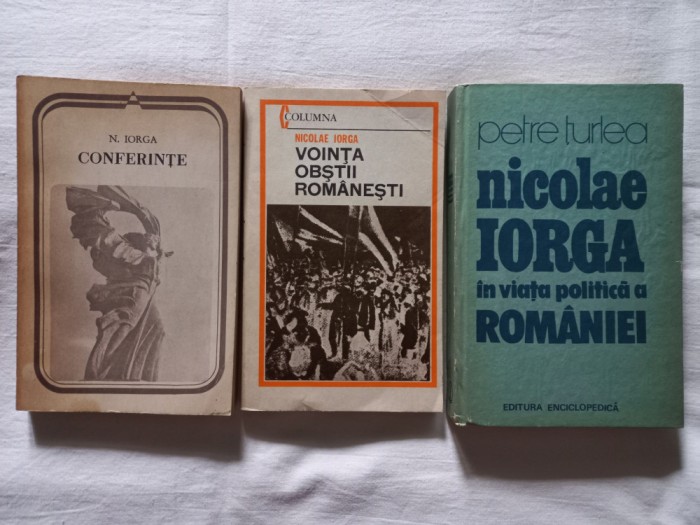 N. IORGA
CONFERINȚE
COLUMNA
NICOLAE IORGA
VOINȚA
OBȘTII
ROMÂNEȘTI
petre țurlea
nicolae
IORGA
în viața politică a
ROMÂNIEI
EDITURA ENCICLOPEDICĂ